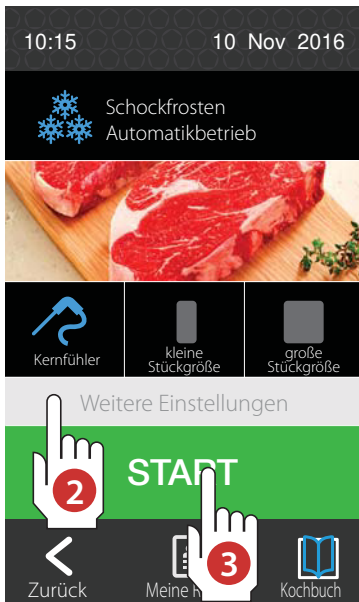 10:15 10 Nov 2016
Schockfrosten
Automatikbetrieb
Kernfühler
kleine
Stückgröße
große
Stückgröße
Weitere Einstellungen
START
2
3
Zurück
Meine
Kochbuch